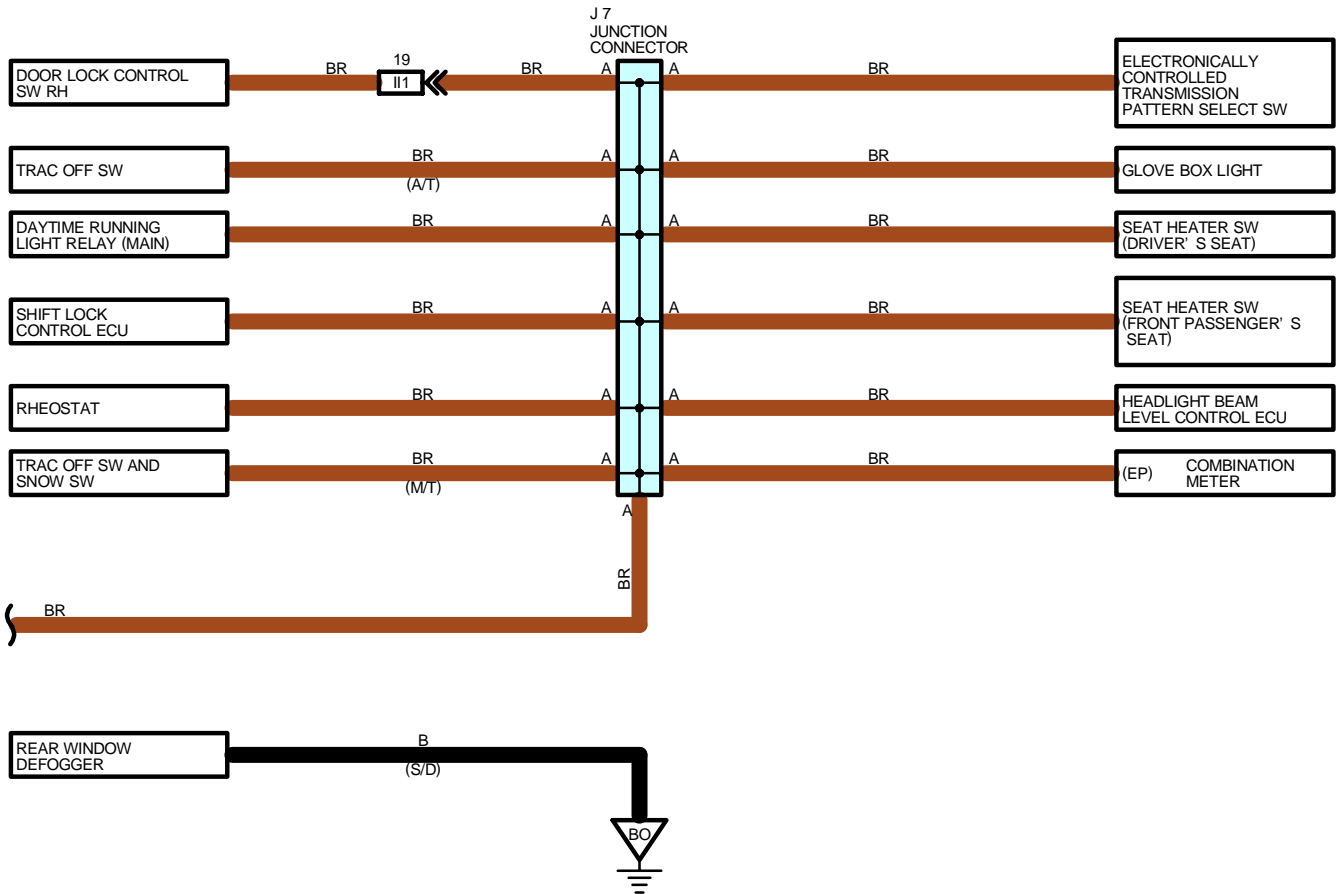 J 7
JUNCTION
CONNECTOR
DOOR LOCK CONTROL
SW RH
BR
19
II1
BR
A
A
BR
ELECTRONICALLY
CONTROLLED
TRANSMISSION
PATTERN SELECT SW
TRAC OFF SW
BR
(A/T)
A
A
BR
GLOVE BOX LIGHT
DAYTIME RUNNING
LIGHT RELAY (MAIN)
BR
A
A
BR
SEAT HEATER SW
(DRIVER’ S SEAT)
SHIFT LOCK
CONTROL ECU
BR
A
A
BR
SEAT HEATER SW
(FRONT PASSENGER’ S
SEAT)
RHEOSTAT
BR
A
A
BR
HEADLIGHT BEAM
LEVEL CONTROL ECU
TRAC OFF SW AND
SNOW SW
BR
(M/T)
A
A
BR
(EP)
COMBINATION
METER
A
BR
BR
REAR WINDOW
DEFOGGER
B
(S/D)
BO